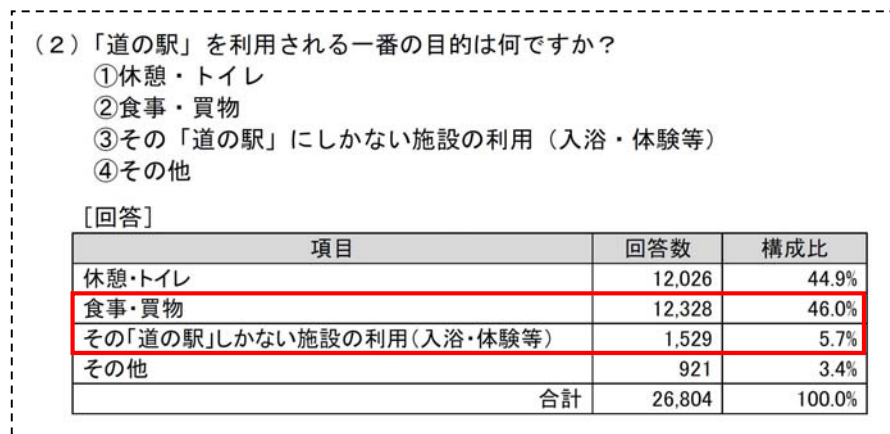 （２）「道の駅」を利用される一番の目的は何ですか？
①休憩・トイレ
②食事・買物
③その「道の駅」にしかない施設の利用（入浴・体験等）
④その他
［回答］
項目 回答数 構成比
休憩・トイレ 12,026 44.9%
食事・買物 12,328 46.0%
その「道の駅」しかない施設の利用（入浴・体験等） 1,529 5.7%
その他 921 3.4%
合計 26,804 100.0%